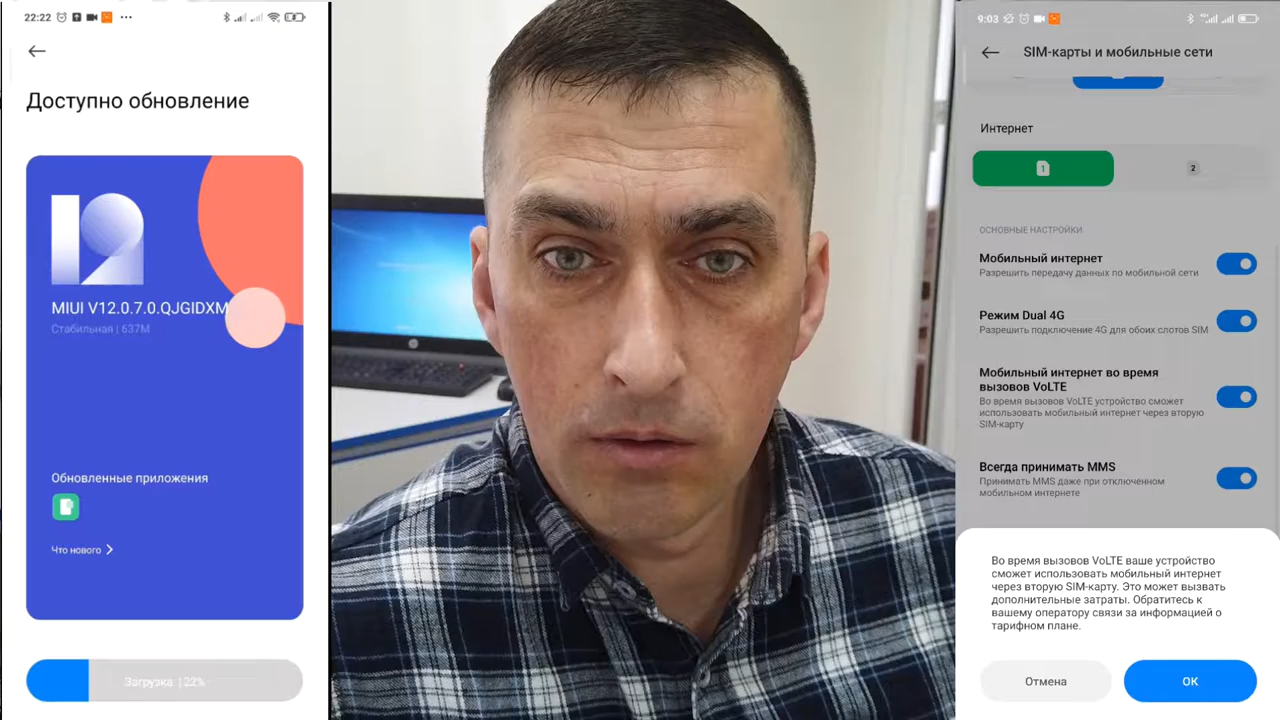 22:22
Доступно обновление
12
MIUI V12.0.7.0.QJGIDXM
Стабильная | 637M
Обновленные приложения
Что нового
Загрузка | 22%
hp
9:03
4G
SIM-карты и мобильные сети
Интернет
1
2
ОСНОВНЫЕ НАСТРОЙКИ
Мобильный интернет
Разрешить передачу данных по мобильной сети
Режим Dual 4G
Разрешить подключение 4G для обоих слотов SIM
Мобильный интернет во время
вызовов VoLTE
Во время вызовов VoLTE устройство сможет
использовать мобильный интернет через вторую
SIM-карту
Всегда принимать MMS
Принимать MMS даже при отключенном
мобильном интернете
Во время вызовов VoLTE ваше устройство
сможет использовать мобильный интернет
через вторую SIM-карту. Это может вызвать
дополнительные затраты. Обратитесь к
вашему оператору связи за информацией о
тарифном плане.
Отмена
ОК